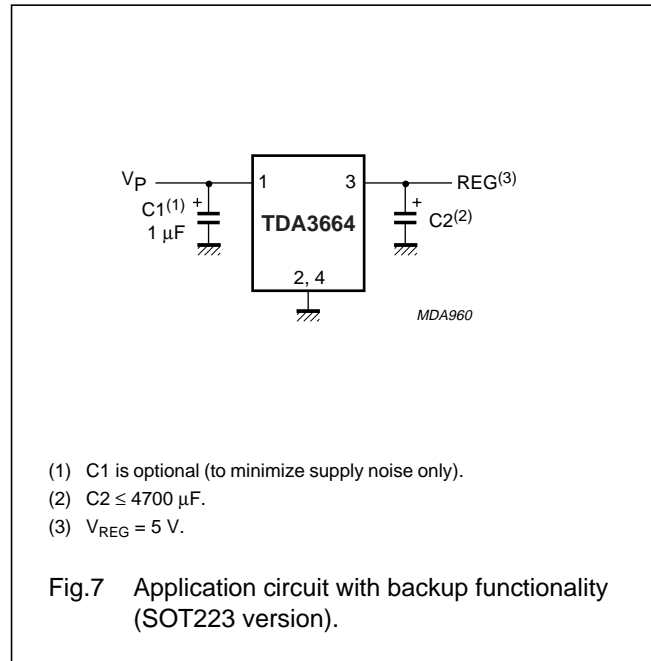 V_P
1
3
REG(3)
C1(1)
+
1 µF
TDA3664
+
C2(2)
2, 4
MDA960
(1) C1 is optional (to minimize supply noise only).
(2) C2 ≤ 4700 µF.
(3) V_REG = 5 V.
Fig.7 Application circuit with backup functionality
(SOT223 version).